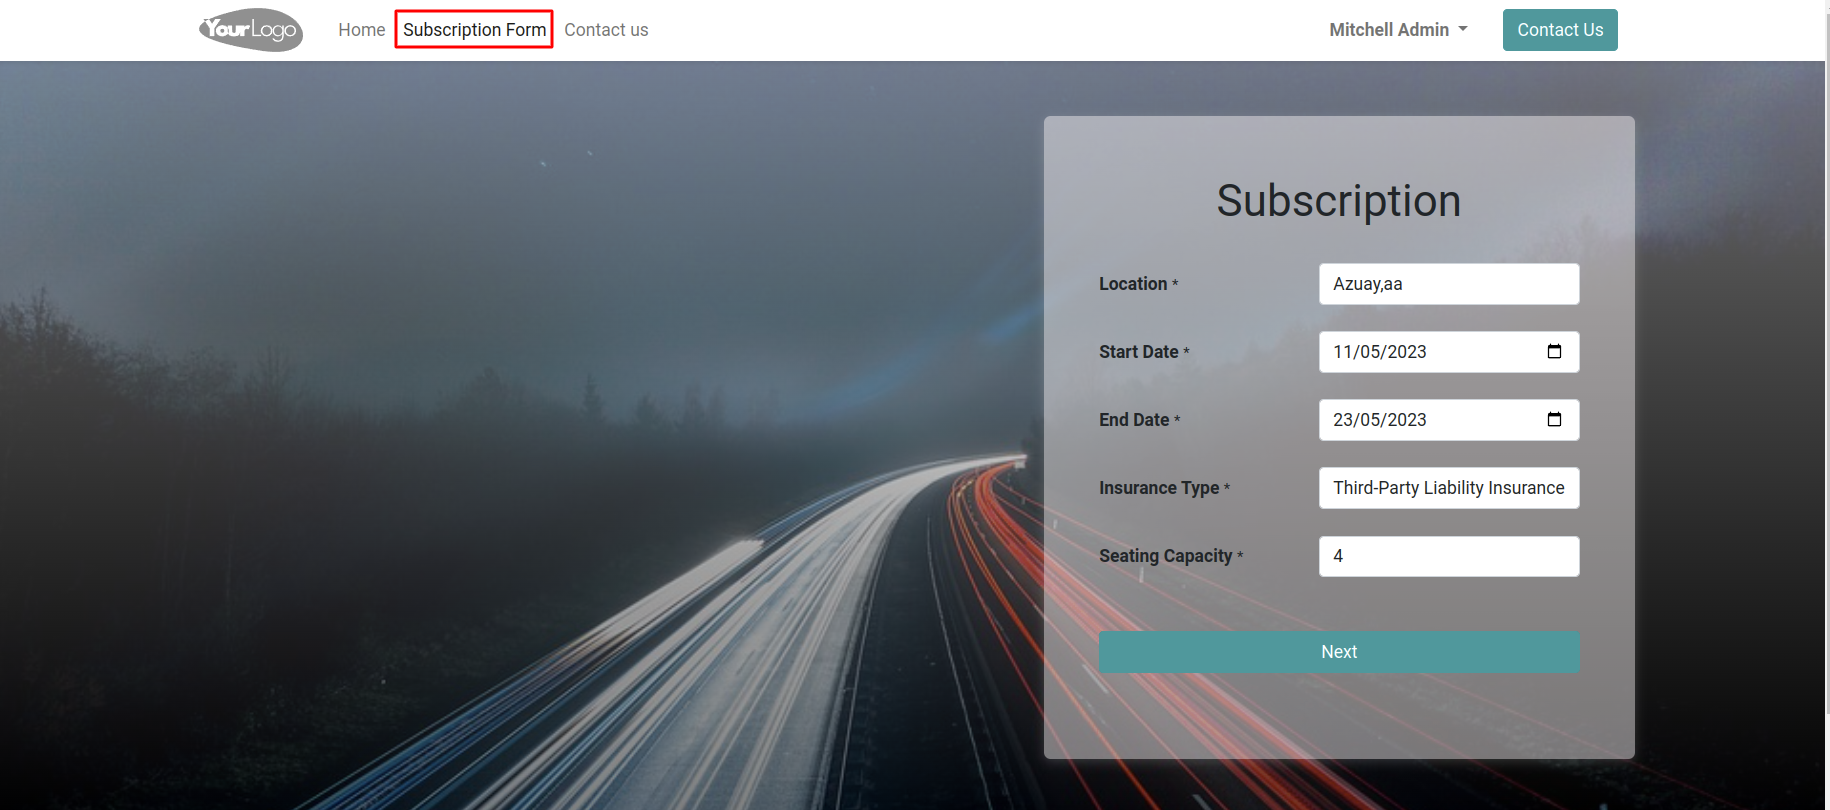 YourLogo
Home Subscription Form Contact us Mitchell Admin Contact Us
Subscription
Location * Azuay,aa
Start Date * 11/05/2023
End Date * 23/05/2023
Insurance Type * Third-Party Liability Insurance
Seating Capacity * 4
Next